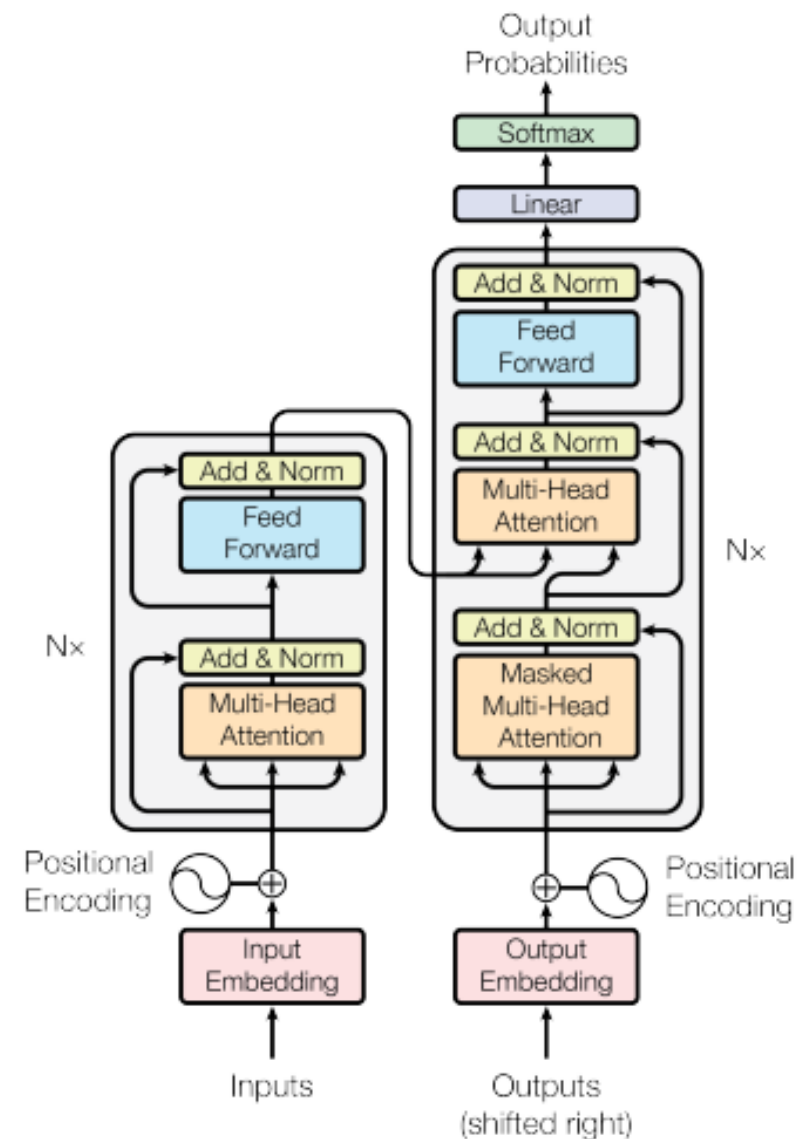 Output
Probabilities
Softmax
Linear
Add & Norm
Feed
Forward
Add & Norm
Multi-Head
Attention
Nx
Add & Norm
Masked
Multi-Head
Attention
Add & Norm
Feed
Forward
Nx
Add & Norm
Multi-Head
Attention
Positional
Encoding
Positional
Encoding
Input
Embedding
Output
Embedding
Inputs
Outputs
(shifted right)